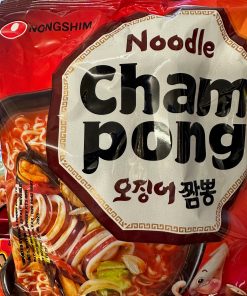 NONGSHIM
Noodle
Cham
pong
오징어 짬뽕